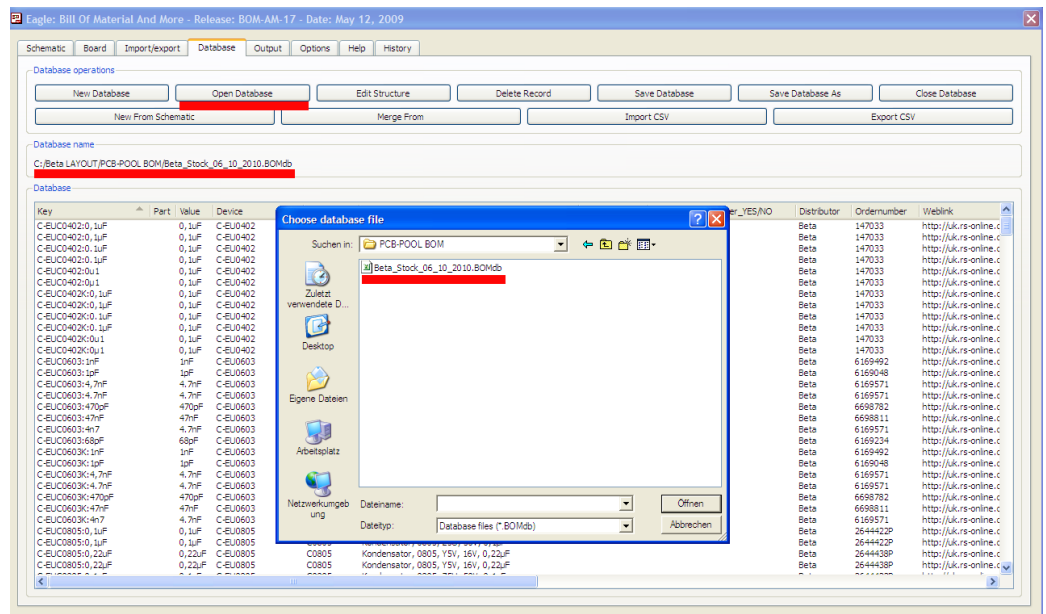 Eagle: Bill Of Material And More - Release: BOM-AM-17 - Date: May 12, 2009
Schematic Board Import/export Database Output Options Help History
Database operations
New Database Open Database Edit Structure Delete Record Save Database Save Database As Close Database
New From Schematic Merge From Import CSV Export CSV
Database name
C:/Beta LAYOUT/PCB-POOL BOM/Beta_Stock_06_10_2010.BOMdb
Database
Key Part Value Device er_YES/NO Distributor Ordernumber Weblink
Choose database file
Suchen in: PCB-POOL BOM
Beta_Stock_06_10_2010.BOMdb
Zuletzt
verwendete D...
Desktop
Eigene Dateien
Arbeitsplatz
Netzwerkumgeb
ung
Dateiname: Öffnen
Dateityp: Database files (*.BOMdb) Abbrechen
C-EUC0402:0,1uF 0,1uF C-EU0402 Beta 147033 http://uk.rs-online.c
C-EUC0402:0,1µF 0,1uF C-EU0402 Beta 147033 http://uk.rs-online.c
C-EUC0402:0.1uF 0,1uF C-EU0402 Beta 147033 http://uk.rs-online.c
C-EUC0402:0.1µF 0,1uF C-EU0402 Beta 147033 http://uk.rs-online.c
C-EUC0402:0u1 0,1uF C-EU0402 Beta 147033 http://uk.rs-online.c
C-EUC0402:0µ1 0,1uF C-EU0402 Beta 147033 http://uk.rs-online.c
C-EUC0402K:0,1uF 0,1uF C-EU0402 Beta 147033 http://uk.rs-online.c
C-EUC0402K:0,1µF 0,1uF C-EU0402 Beta 147033 http://uk.rs-online.c
C-EUC0402K:0.1uF 0,1uF C-EU0402 Beta 147033 http://uk.rs-online.c
C-EUC0402K:0.1µF 0,1uF C-EU0402 Beta 147033 http://uk.rs-online.c
C-EUC0402K:0u1 0,1uF C-EU0402 Beta 147033 http://uk.rs-online.c
C-EUC0402K:0µ1 0,1uF C-EU0402 Beta 147033 http://uk.rs-online.c
C-EUC0603:1nF 1nF C-EU0603 Beta 6169492 http://uk.rs-online.c
C-EUC0603:1pF 1pF C-EU0603 Beta 6169048 http://uk.rs-online.c
C-EUC0603:4,7nF 4.7nF C-EU0603 Beta 6169571 http://uk.rs-online.c
C-EUC0603:4.7nF 4.7nF C-EU0603 Beta 6169571 http://uk.rs-online.c
C-EUC0603:470pF 470pF C-EU0603 Beta 6698782 http://uk.rs-online.c
C-EUC0603:47nF 47nF C-EU0603 Beta 6698811 http://uk.rs-online.c
C-EUC0603:4n7 4.7nF C-EU0603 Beta 6169571 http://uk.rs-online.c
C-EUC0603:68pF 68pF C-EU0603 Beta 6169234 http://uk.rs-online.c
C-EUC0603K:1nF 1nF C-EU0603 Beta 6169492 http://uk.rs-online.c
C-EUC0603K:1pF 1pF C-EU0603 Beta 6169048 http://uk.rs-online.c
C-EUC0603K:4,7nF 4.7nF C-EU0603 Beta 6169571 http://uk.rs-online.c
C-EUC0603K:4.7nF 4.7nF C-EU0603 Beta 6169571 http://uk.rs-online.c
C-EUC0603K:470pF 470pF C-EU0603 Beta 6698782 http://uk.rs-online.c
C-EUC0603K:47nF 47nF C-EU0603 Beta 6698811 http://uk.rs-online.c
C-EUC0603K:4n7 4.7nF C-EU0603 Beta 6169571 http://uk.rs-online.c
C-EUC0805:0,1uF 0,1uF C-EU0805 Beta 2644422P http://uk.rs-online.c
C-EUC0805:0,1µF 0,1uF C-EU0805 Beta 2644422P http://uk.rs-online.c
C-EUC0805:0,22uF 0,22uF C-EU0805 C0805 Kondensator, 0805, Y5V, 16V, 0,22µF Beta 2644438P http://uk.rs-online.c
C-EUC0805:0,22µF 0,22uF C-EU0805 C0805 Kondensator, 0805, Y5V, 16V, 0,22µF Beta 2644438P http://uk.rs-online.c